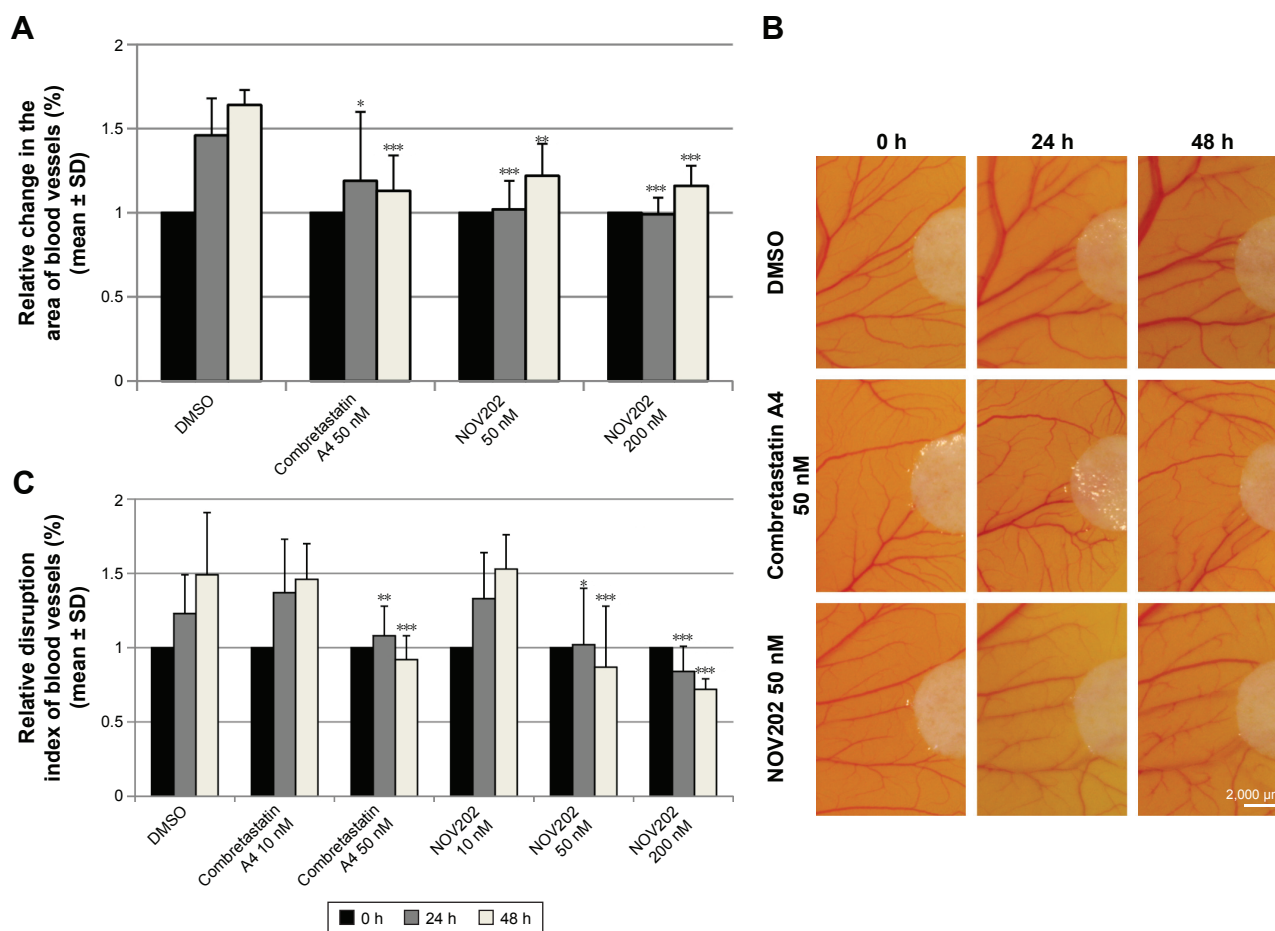 A
Relative change in the
area of blood vessels (%)
(mean ± SD)
2
1.5
1
0.5
0
*
***
***
**
***
***
DMSO
Combretastatin
A4 50 nM
NOV202
50 nM
NOV202
200 nM
B
0 h
24 h
48 h
DMSO
Combretastatin A4
50 nM
NOV202 50 nM
2,000 µm
C
Relative disruption
index of blood vessels (%)
(mean ± SD)
2
1.5
1
0.5
0
**
***
*
***
***
***
DMSO
Combretastatin
A4 10 nM
Combretastatin
A4 50 nM
NOV202
10 nM
NOV202
50 nM
NOV202
200 nM
0 h
24 h
48 h